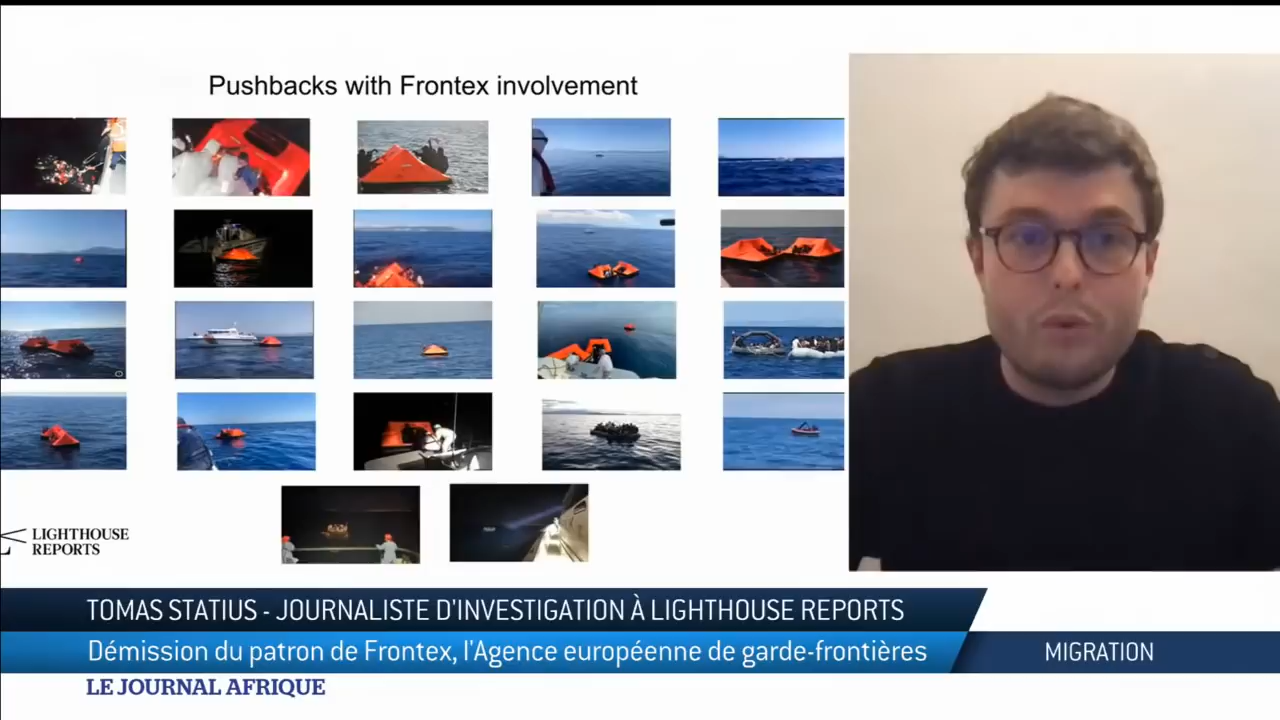 Pushbacks with Frontex involvement
LIGHTHOUSE
REPORTS
TOMAS STATIUS - JOURNALISTE D'INVESTIGATION À LIGHTHOUSE REPORTS
Démission du patron de Frontex, l'Agence européenne de garde-frontières
MIGRATION
LE JOURNAL AFRIQUE